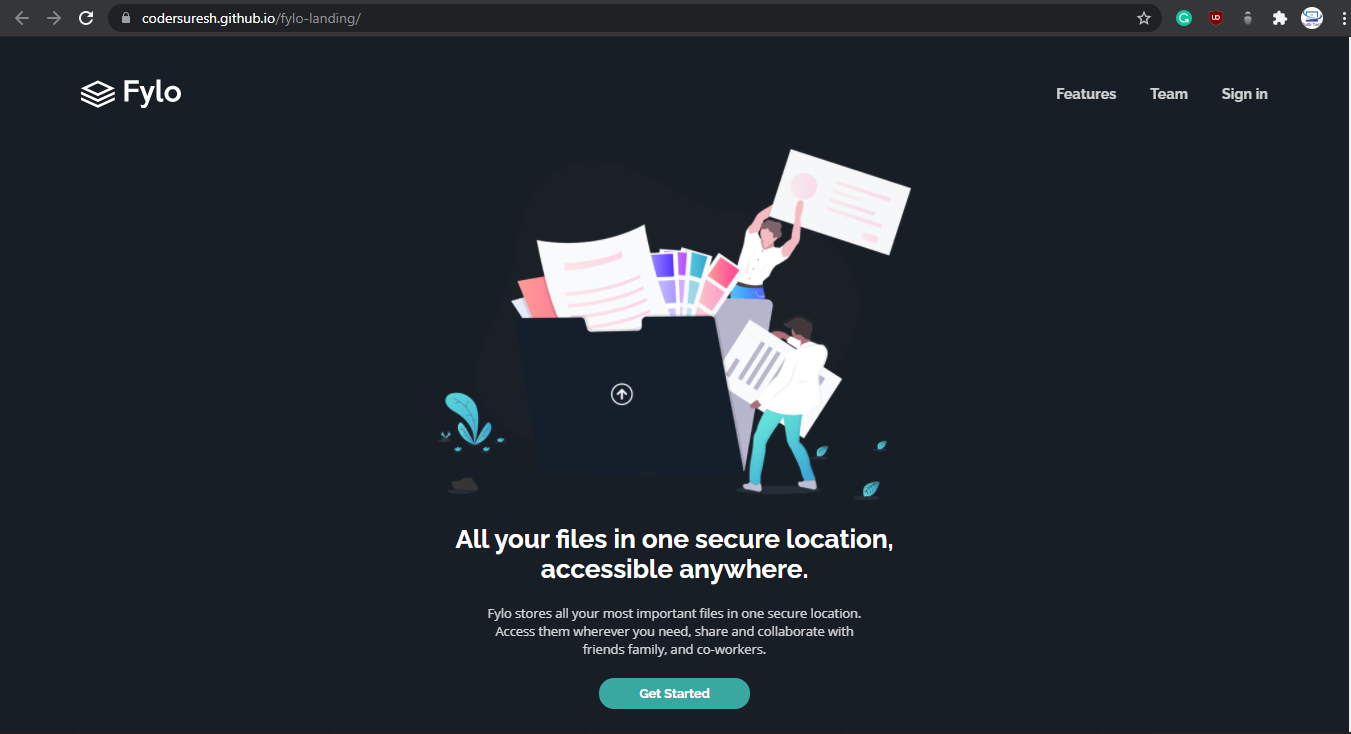 codersuresh.github.io/fylo-landing/
Fylo
Features Team Sign in
All your files in one secure location,
accessible anywhere.
Fylo stores all your most important files in one secure location.
Access them wherever you need, share and collaborate with
friends family, and co-workers.
Get Started